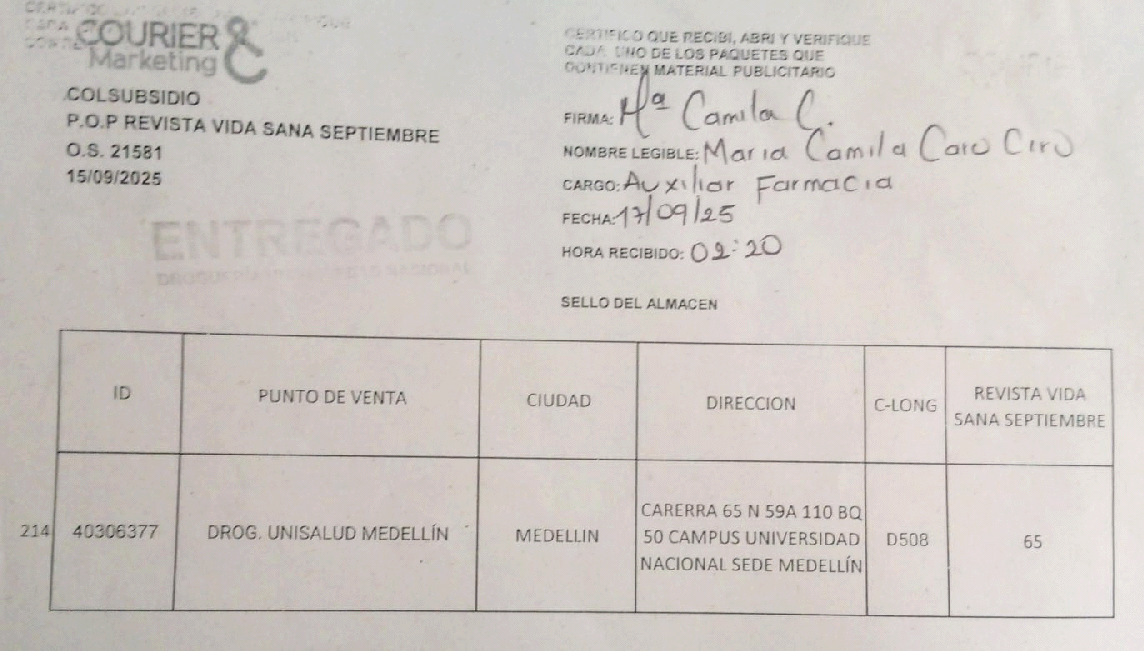 COURIER &
Marketing
COLSUBSIDIO
P.O.P REVISTA VIDA SANA SEPTIEMBRE
O.S. 21581
15/09/2025
ENTREGADO
CERTIFICO QUE RECIBI, ABRI Y VERIFIQUE
CADA UNO DE LOS PAQUETES QUE
CONTIENEN MATERIAL PUBLICITARIO
FIRMA: Mª Camila C.
NOMBRE LEGIBLE: Maria Camila Caro Ciro
CARGO: Auxiliar Farmacia
FECHA: 17/09/25
HORA RECIBIDO: 02:20
SELLO DEL ALMACEN
ID PUNTO DE VENTA CIUDAD DIRECCION C-LONG REVISTA VIDA
SANA SEPTIEMBRE
214 40306377 DROG. UNISALUD MEDELLÍN MEDELLIN CARERRA 65 N 59A 110 BQ
50 CAMPUS UNIVERSIDAD
NACIONAL SEDE MEDELLÍN D508 65